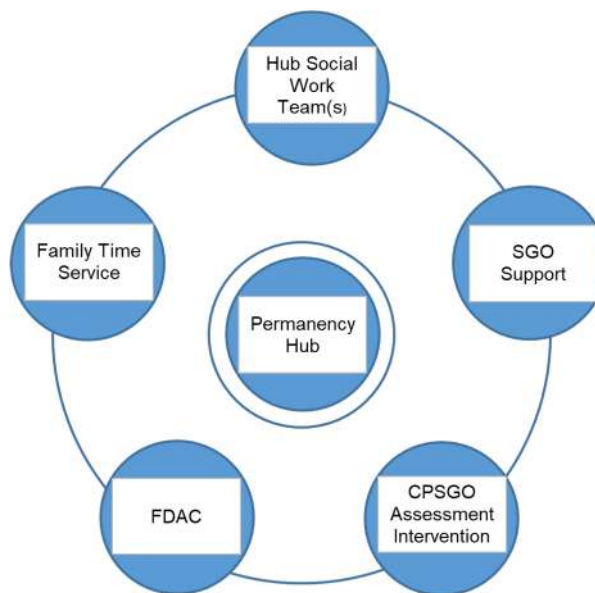 Hub Social
Work
Team(s)
Family Time
Service
SGO
Support
Permanency
Hub
FDAC
CPSGO
Assessment
Intervention